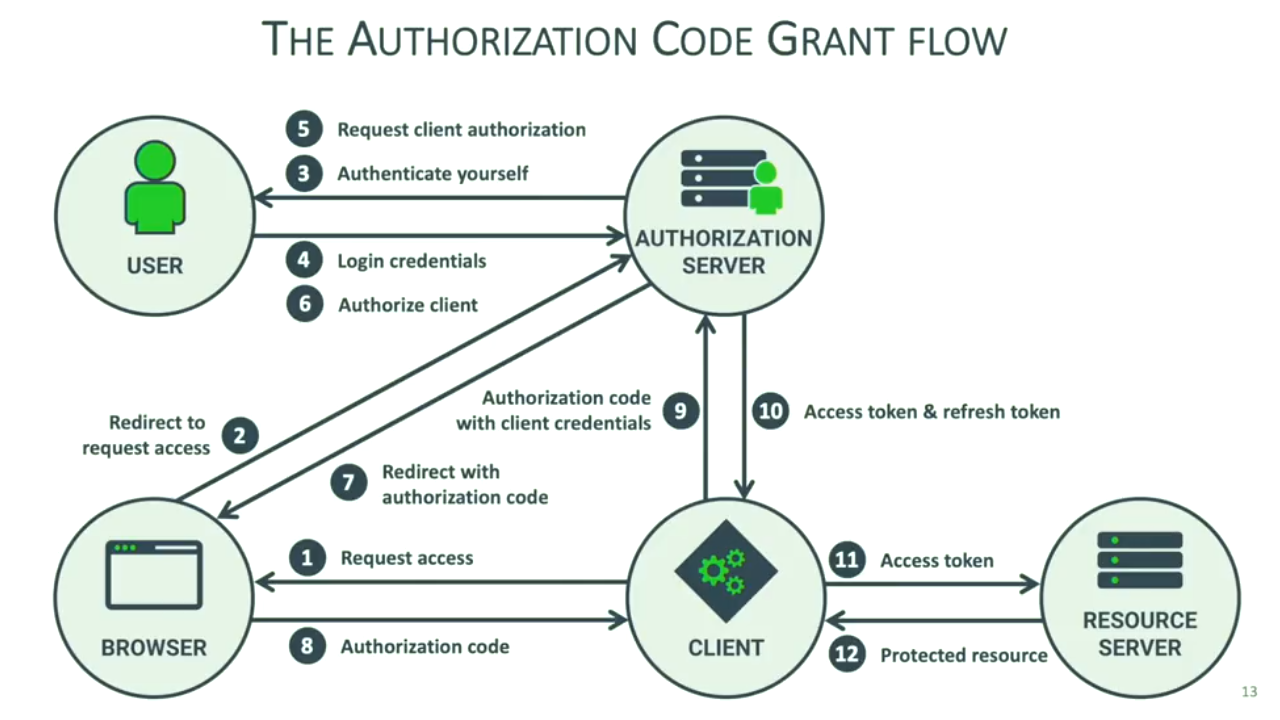 THE AUTHORIZATION CODE GRANT FLOW
5 Request client authorization
3 Authenticate yourself
USER
AUTHORIZATION
SERVER
4 Login credentials
6 Authorize client
Redirect to
request access
2
7
Redirect with
authorization code
Authorization code
with client credentials
9
10 Access token & refresh token
BROWSER
1 Request access
8 Authorization code
CLIENT
11 Access token
12 Protected resource
RESOURCE
SERVER
13